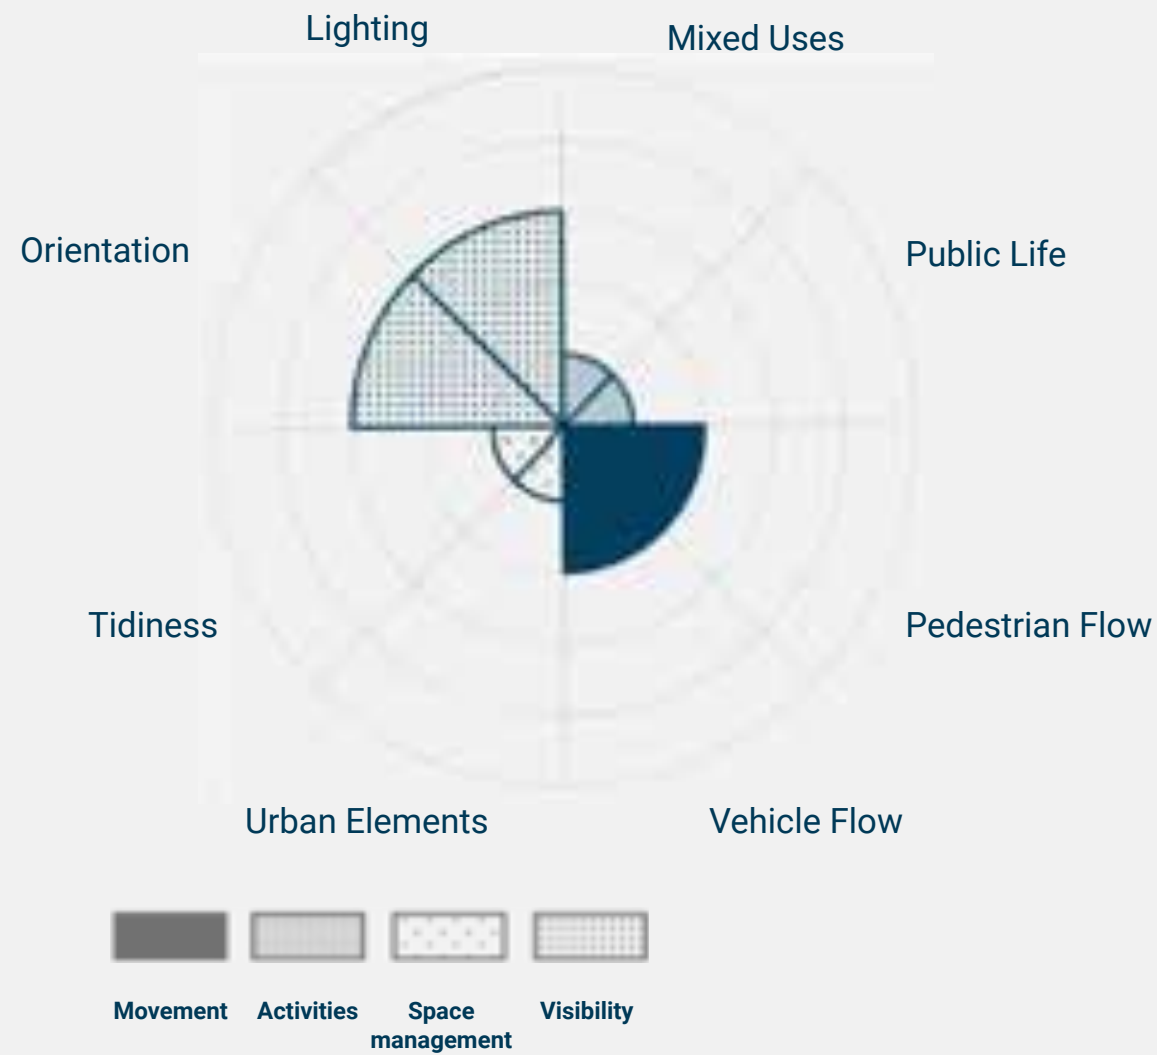 Lighting
Mixed Uses
Orientation
Public Life
Tidiness
Pedestrian Flow
Urban Elements
Vehicle Flow
Movement
Activities
Space
management
Visibility